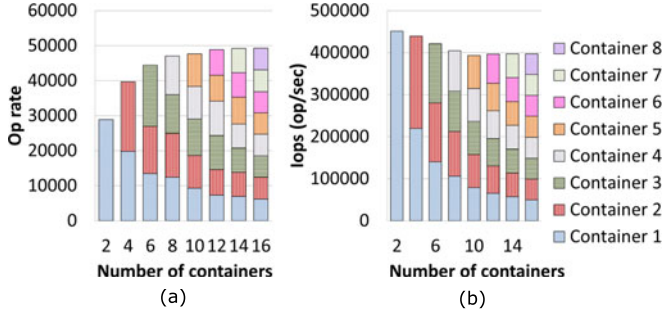 60000
50000
40000
30000
20000
10000
0
Op rate
2 4 6 8 10 12 14 16
Number of containers
(a)
500000
400000
300000
200000
100000
0
Iops (op/sec)
2 6 10 14
Number of containers
(b)
Container 8
Container 7
Container 6
Container 5
Container 4
Container 3
Container 2
Container 1